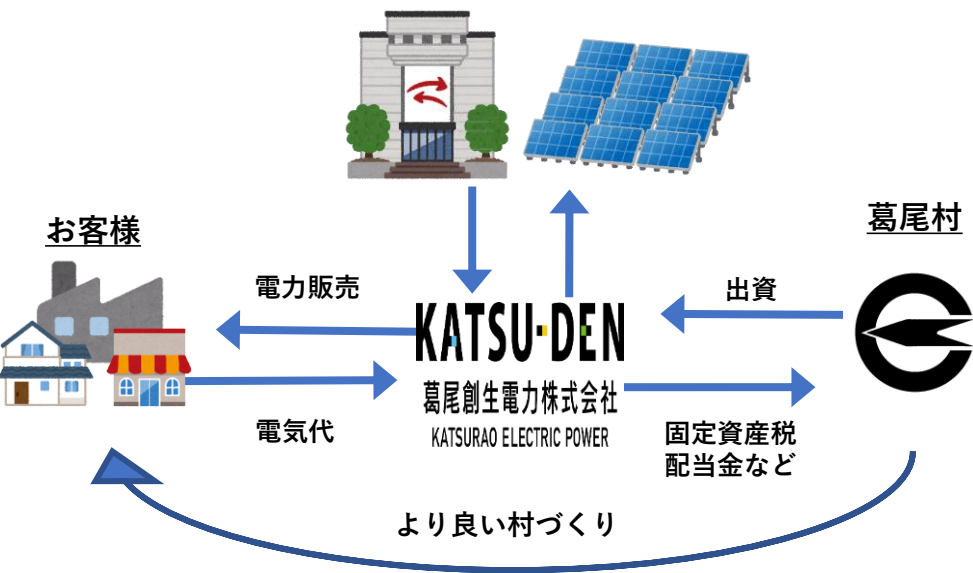 お客様
葛尾村
電力販売
出資
KATSU-DEN
葛尾創生電力株式会社
KATSURAO ELECTRIC POWER
電気代
固定資産税
配当金など
より良い村づくり